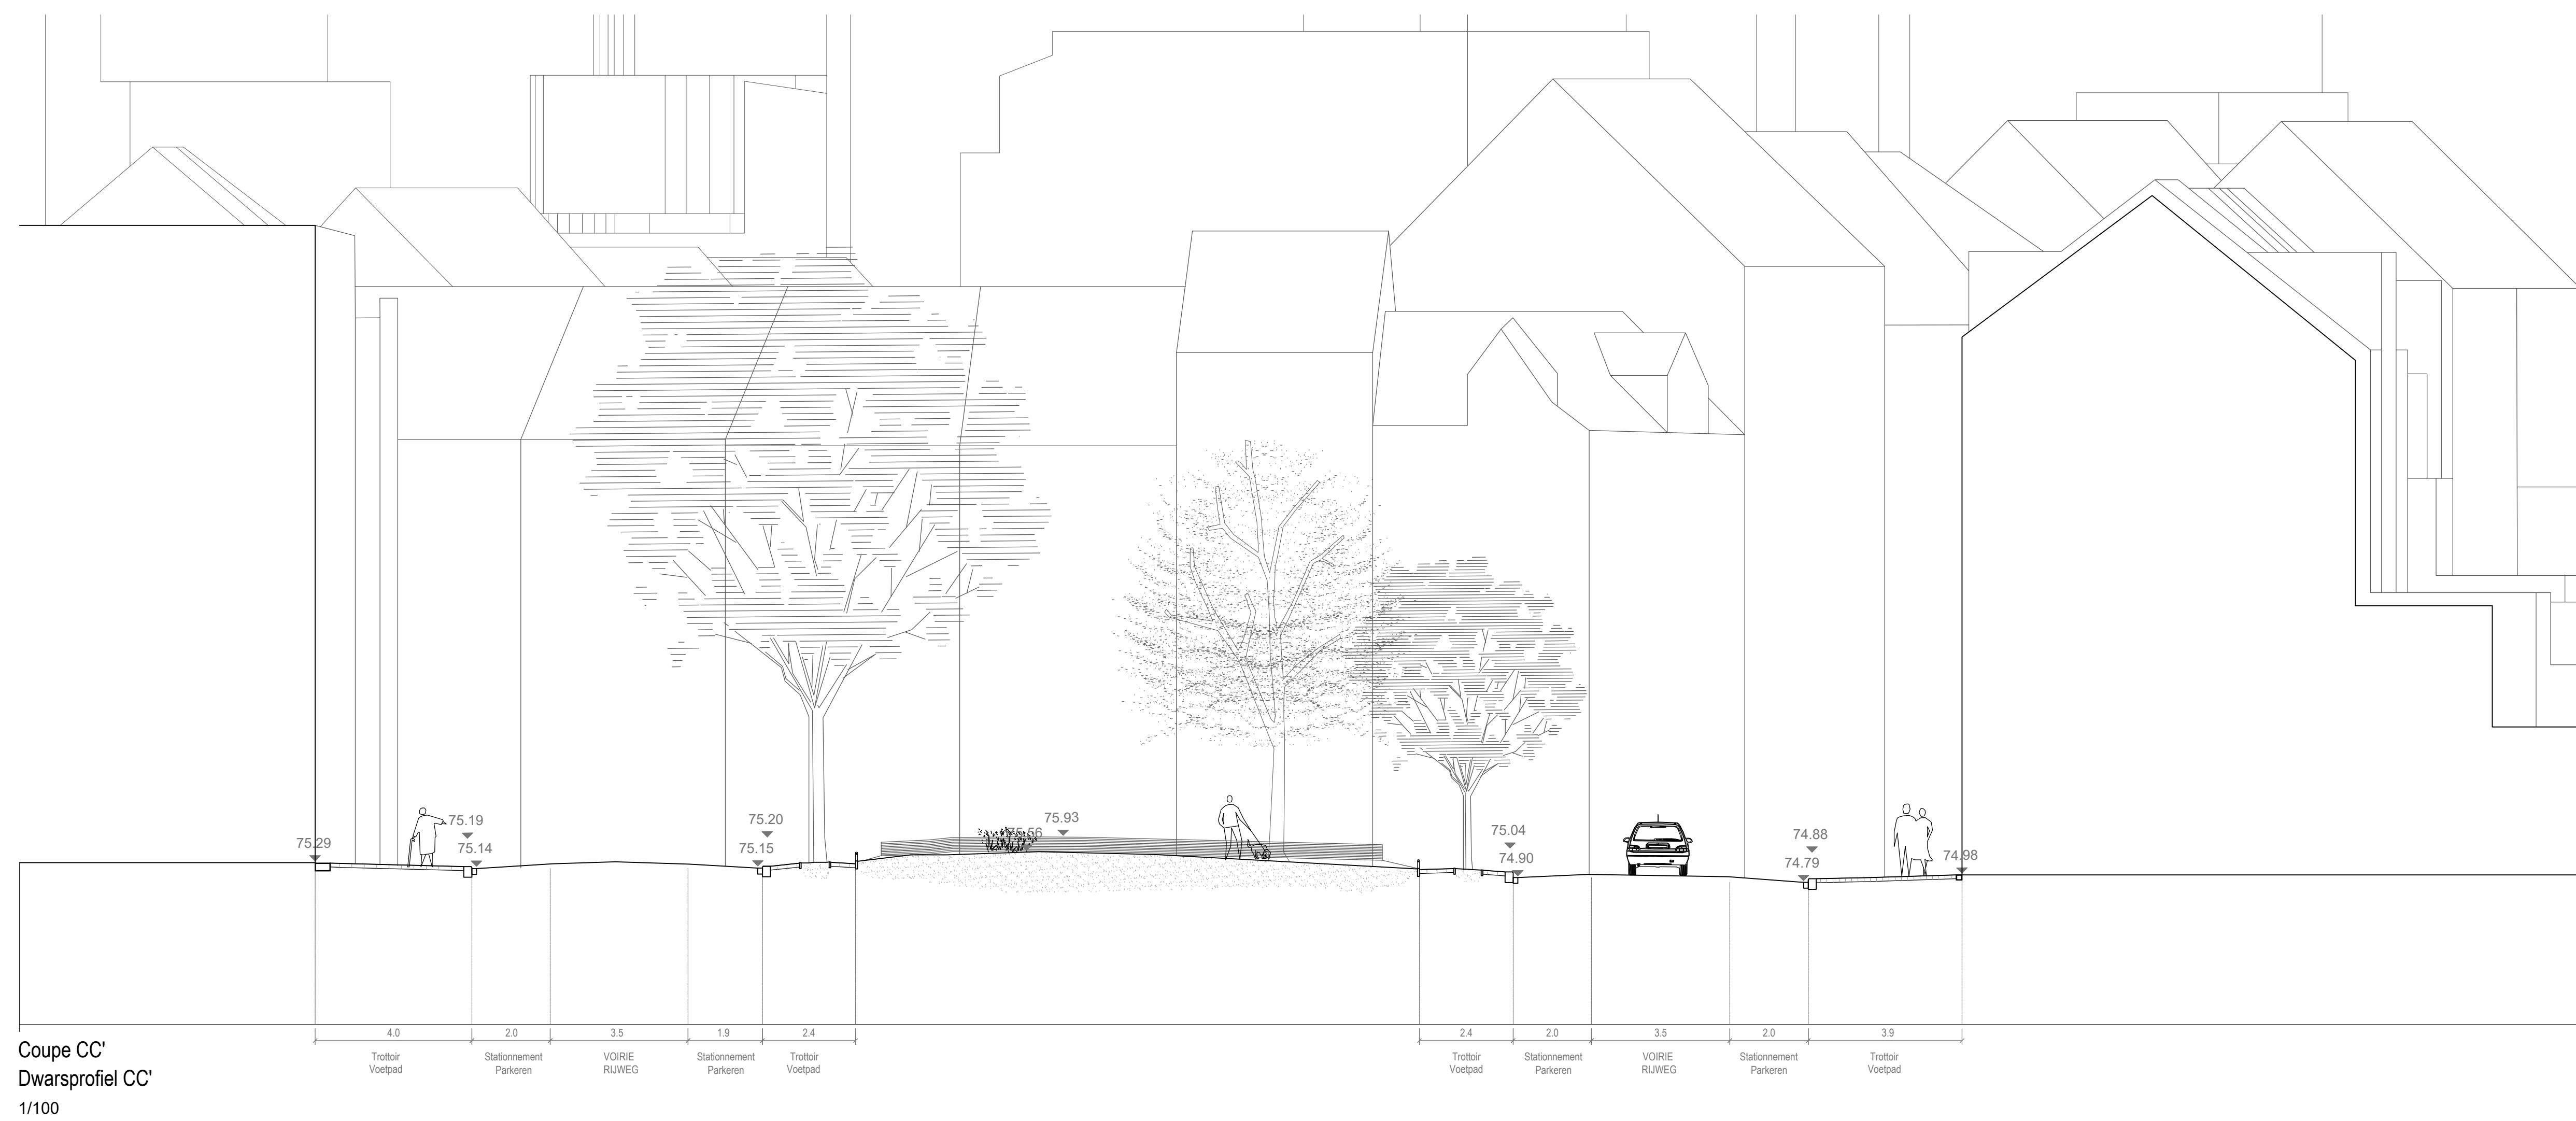 75.93
75.20
75.19
75.04
74.88
75.29
75.14
75.15
74.90
74.79
74.98
4.0
2.0
3.5
1.9
2.4
2.4
2.0
3.5
2.0
3.9
Trottoir
Voetpad
Stationnement
Parkeren
VOIRIE
RIJWEG
Stationnement
Parkeren
Trottoir
Voetpad
Trottoir
Voetpad
Stationnement
Parkeren
VOIRIE
RIJWEG
Stationnement
Parkeren
Trottoir
Voetpad
Coupe CC'
Dwarsprofiel CC'
1/100